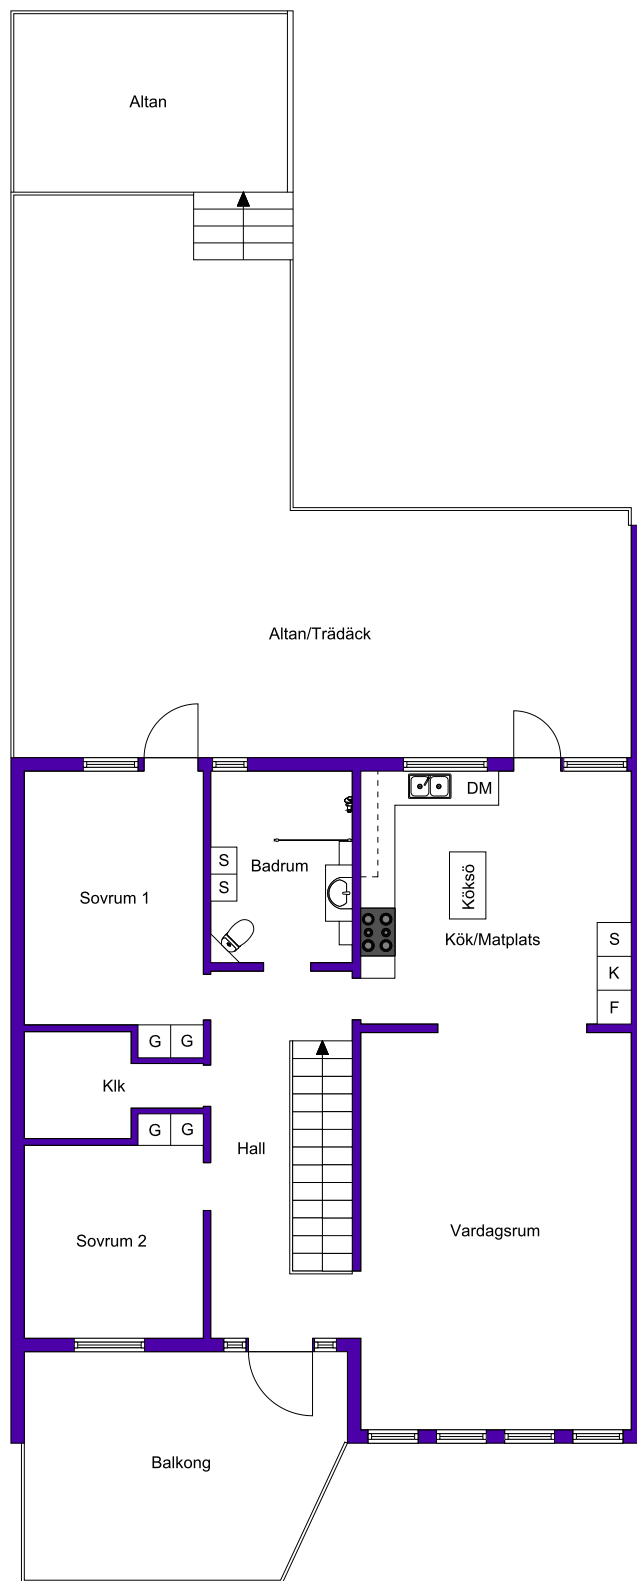 Altan
Altan/Trädäck
DM
S
S
Badrum
Sovrum 1
Köksö
Kök/Matplats
S
K
F
G G
Klk
G G
Hall
Sovrum 2
Vardagsrum
Balkong